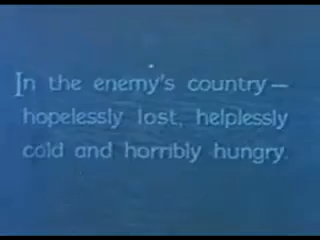 In the enemy's country—
hopelessly lost, helplessly
cold and horribly hungry.